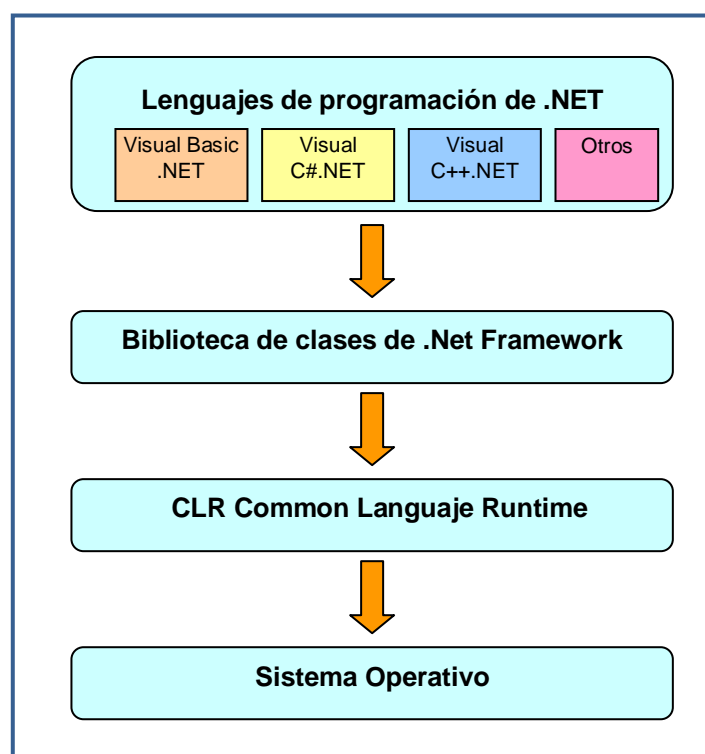 Lenguajes de programación de .NET
Visual Basic
.NET
Visual
C#.NET
Visual
C++.NET
Otros
Biblioteca de clases de .Net Framework
CLR Common Languaje Runtime
Sistema Operativo